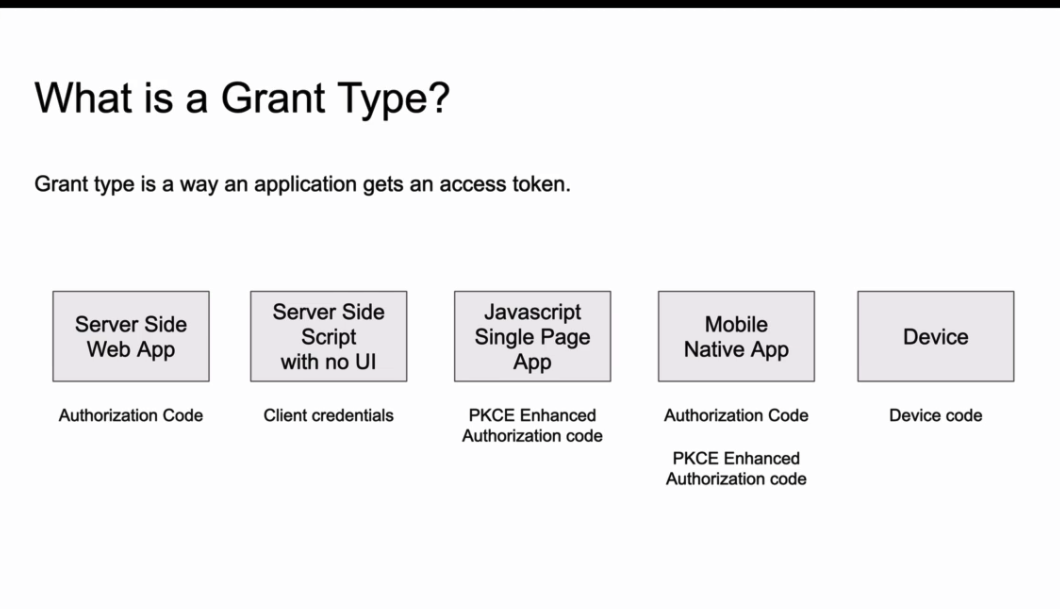 What is a Grant Type?
Grant type is a way an application gets an access token.
Server Side
Web App
Authorization Code
Server Side
Script
with no UI
Client credentials
Javascript
Single Page
App
PKCE Enhanced
Authorization code
Mobile
Native App
Authorization Code
PKCE Enhanced
Authorization code
Device
Device code